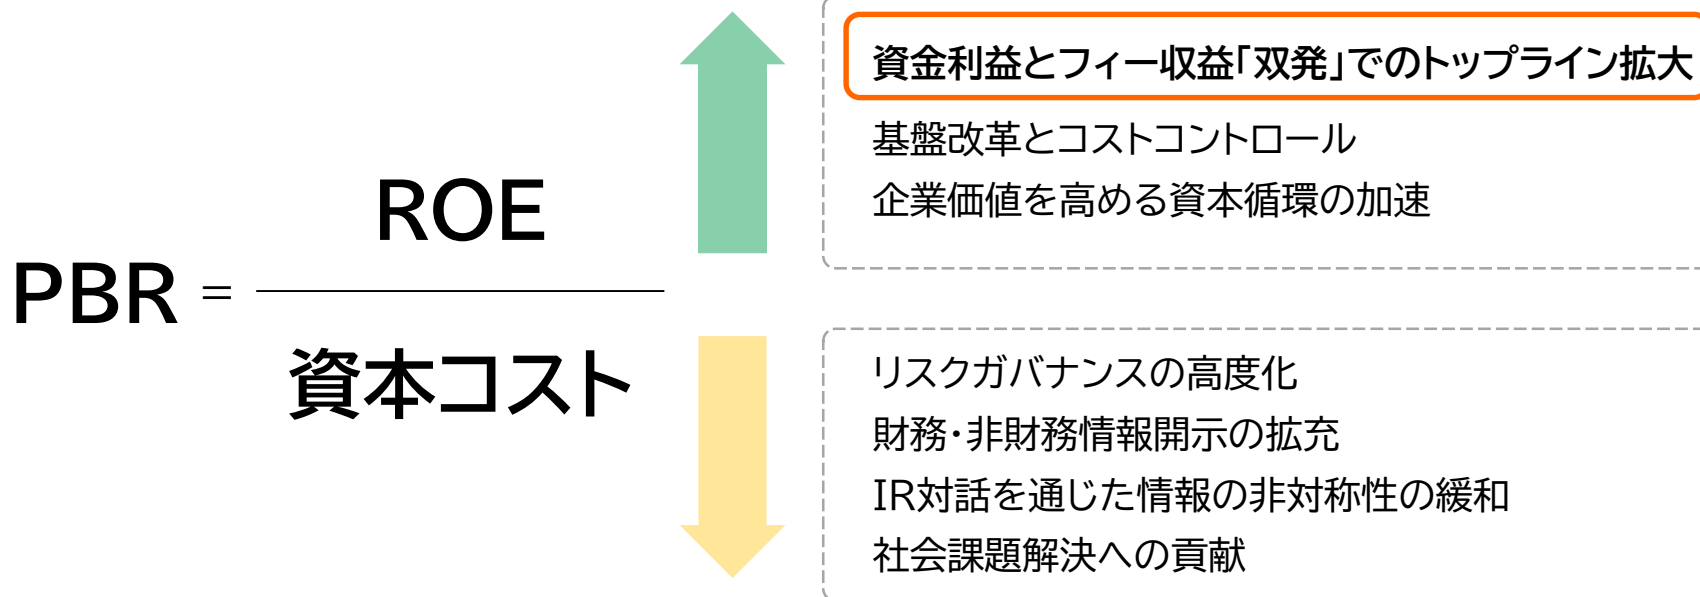 PBR = ROE
資本コスト
資金利益とフィー収益「双発」でのトップライン拡大
基盤改革とコストコントロール
企業価値を高める資本循環の加速
リスクガバナンスの高度化
財務・非財務情報開示の拡充
IR対話を通じた情報の非対称性の緩和
社会課題解決への貢献